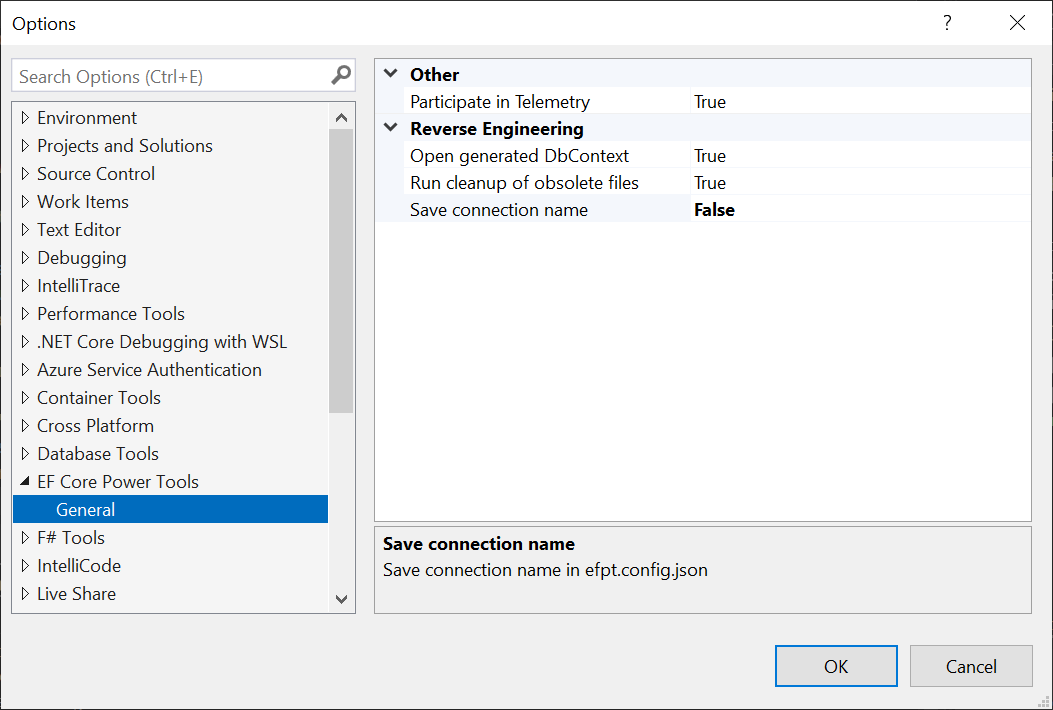 Options
?
Search Options (Ctrl+E)
Environment
Projects and Solutions
Source Control
Work Items
Text Editor
Debugging
IntelliTrace
Performance Tools
.NET Core Debugging with WSL
Azure Service Authentication
Container Tools
Cross Platform
Database Tools
EF Core Power Tools
General
F# Tools
IntelliCode
Live Share
Other
Participate in Telemetry True
Reverse Engineering
Open generated DbContext True
Run cleanup of obsolete files True
Save connection name False
Save connection name
Save connection name in efpt.config.json
OK Cancel